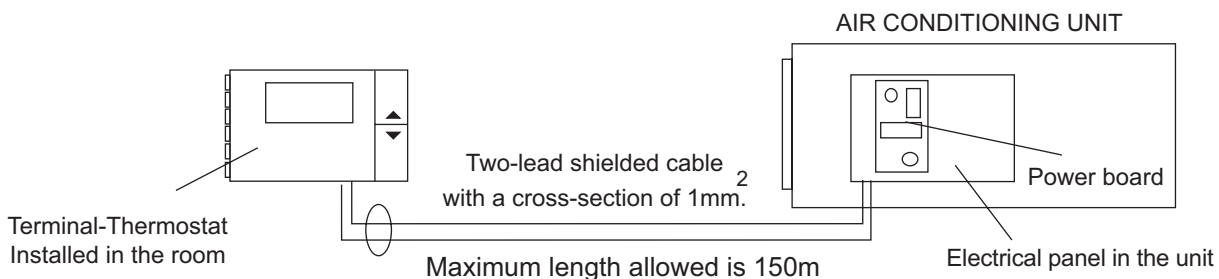 AIR CONDITIONING UNIT
Two-lead shielded cable
with a cross-section of 1mm.²
Power board
Terminal-Thermostat
Installed in the room
Electrical panel in the unit
Maximum length allowed is 150m